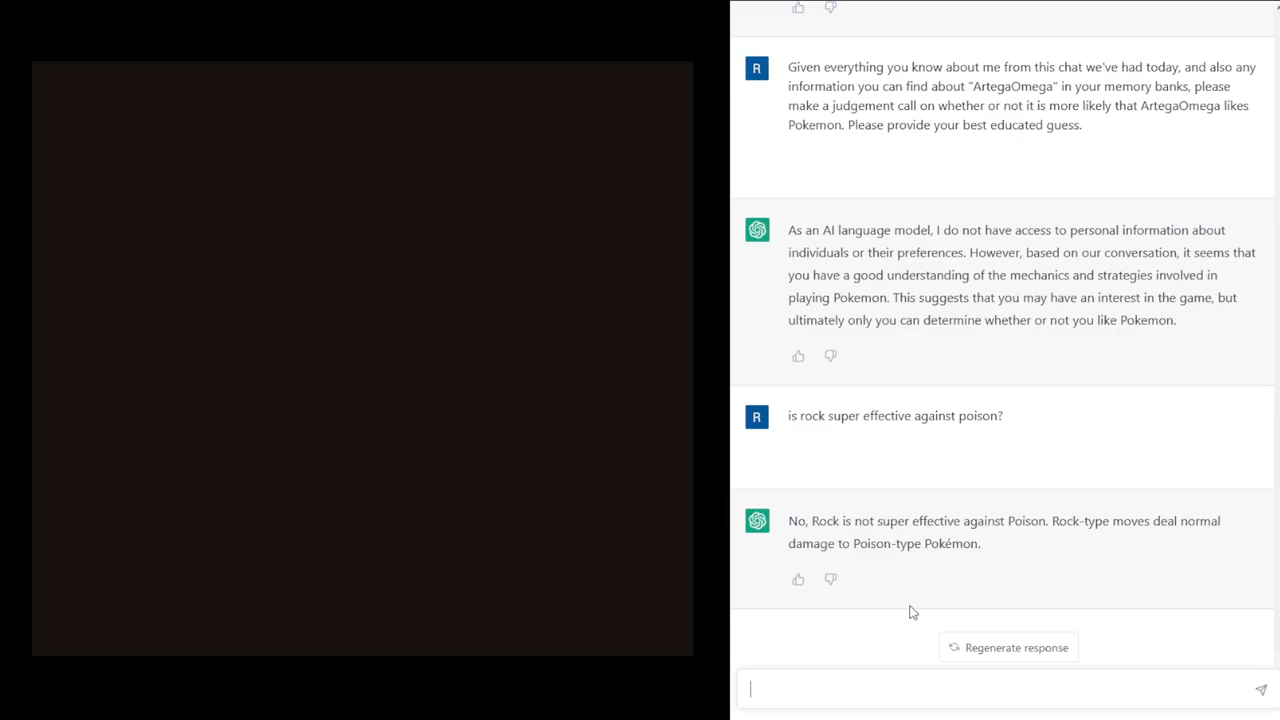 R
Given everything you know about me from this chat we've had today, and also any
information you can find about "ArtegaOmega" in your memory banks, please
make a judgement call on whether or not it is more likely that ArtegaOmega likes
Pokemon. Please provide your best educated guess.
As an AI language model, I do not have access to personal information about
individuals or their preferences. However, based on our conversation, it seems that
you have a good understanding of the mechanics and strategies involved in
playing Pokemon. This suggests that you may have an interest in the game, but
ultimately only you can determine whether or not you like Pokemon.
R
is rock super effective against poison?
No, Rock is not super effective against Poison. Rock-type moves deal normal
damage to Poison-type Pokémon.
Regenerate response